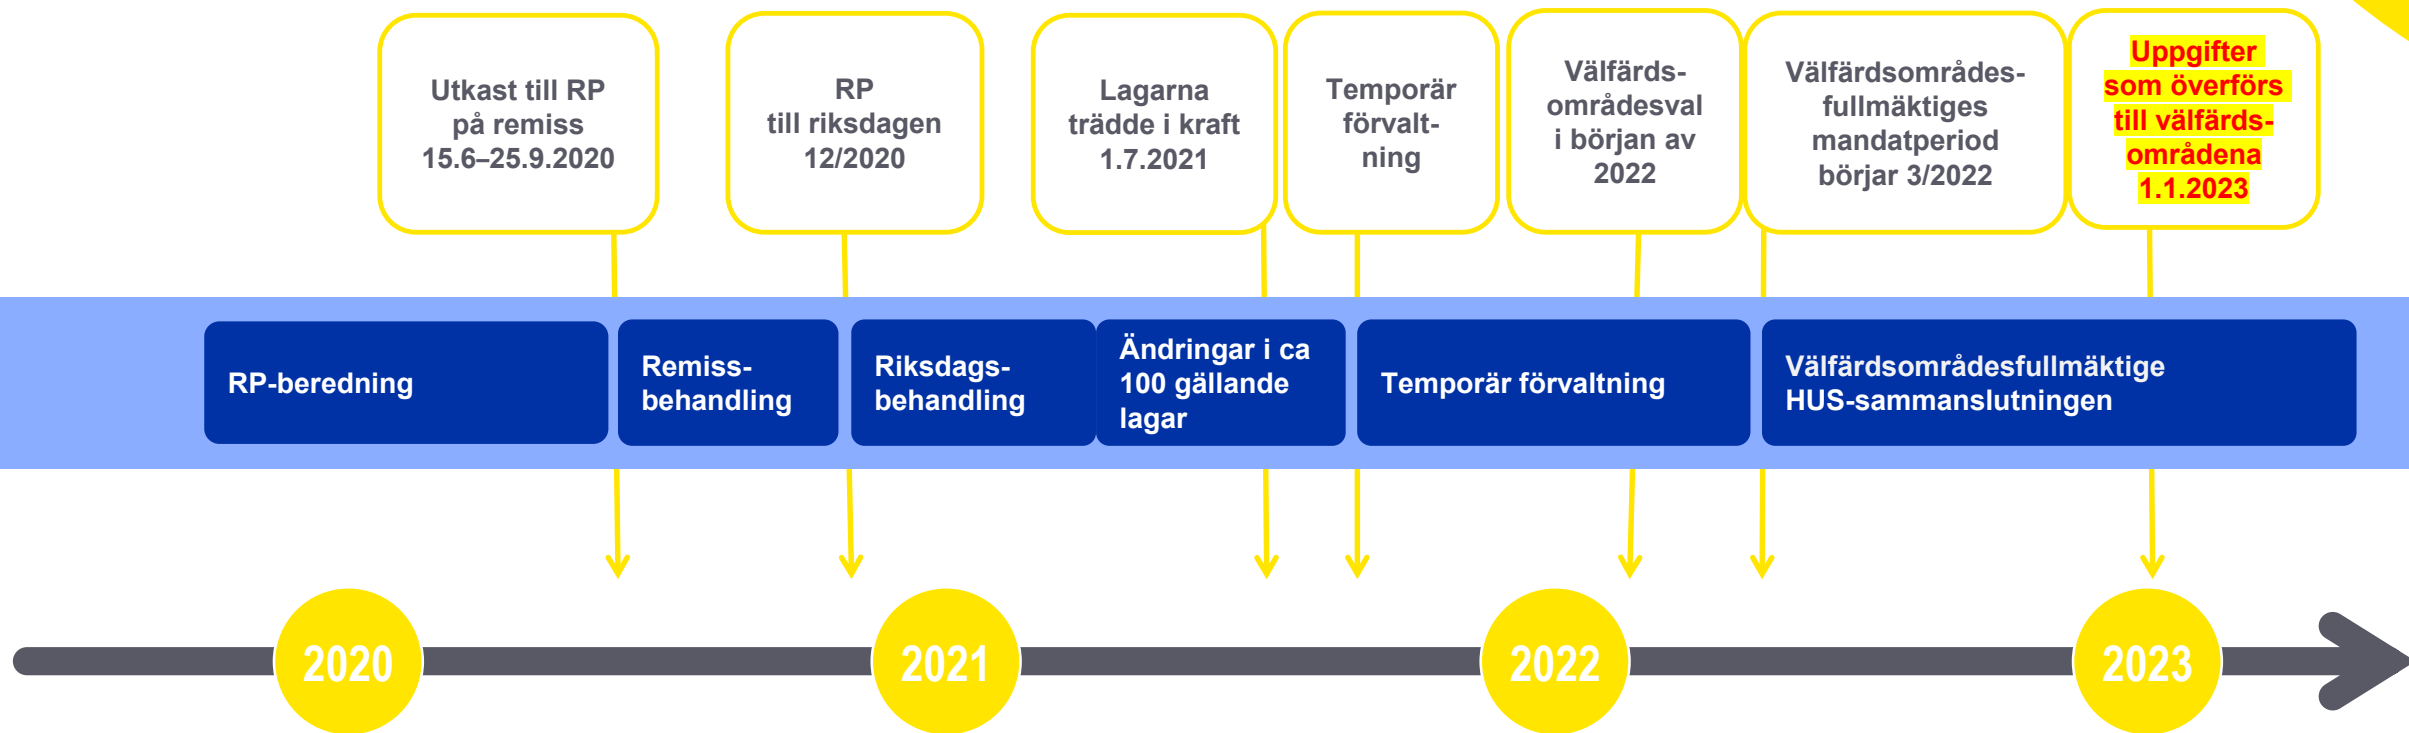 Utkast till RP
på remiss
15.6–25.9.2020
RP
till riksdagen
12/2020
Lagarna
trädde i kraft
1.7.2021
Temporär
förvalt-
ning
Välfärds-
områdesval
i början av
2022
Välfärdsområdes-
fullmäktiges
mandatperiod
börjar 3/2022
Uppgifter
som överförs
till välfärds-
områdena
1.1.2023
RP-beredning
Remiss-
behandling
Riksdags-
behandling
Ändringar i ca
100 gällande
lagar
Temporär förvaltning
Välfärdsområdesfullmäktige
HUS-sammanslutningen
2020
2021
2022
2023